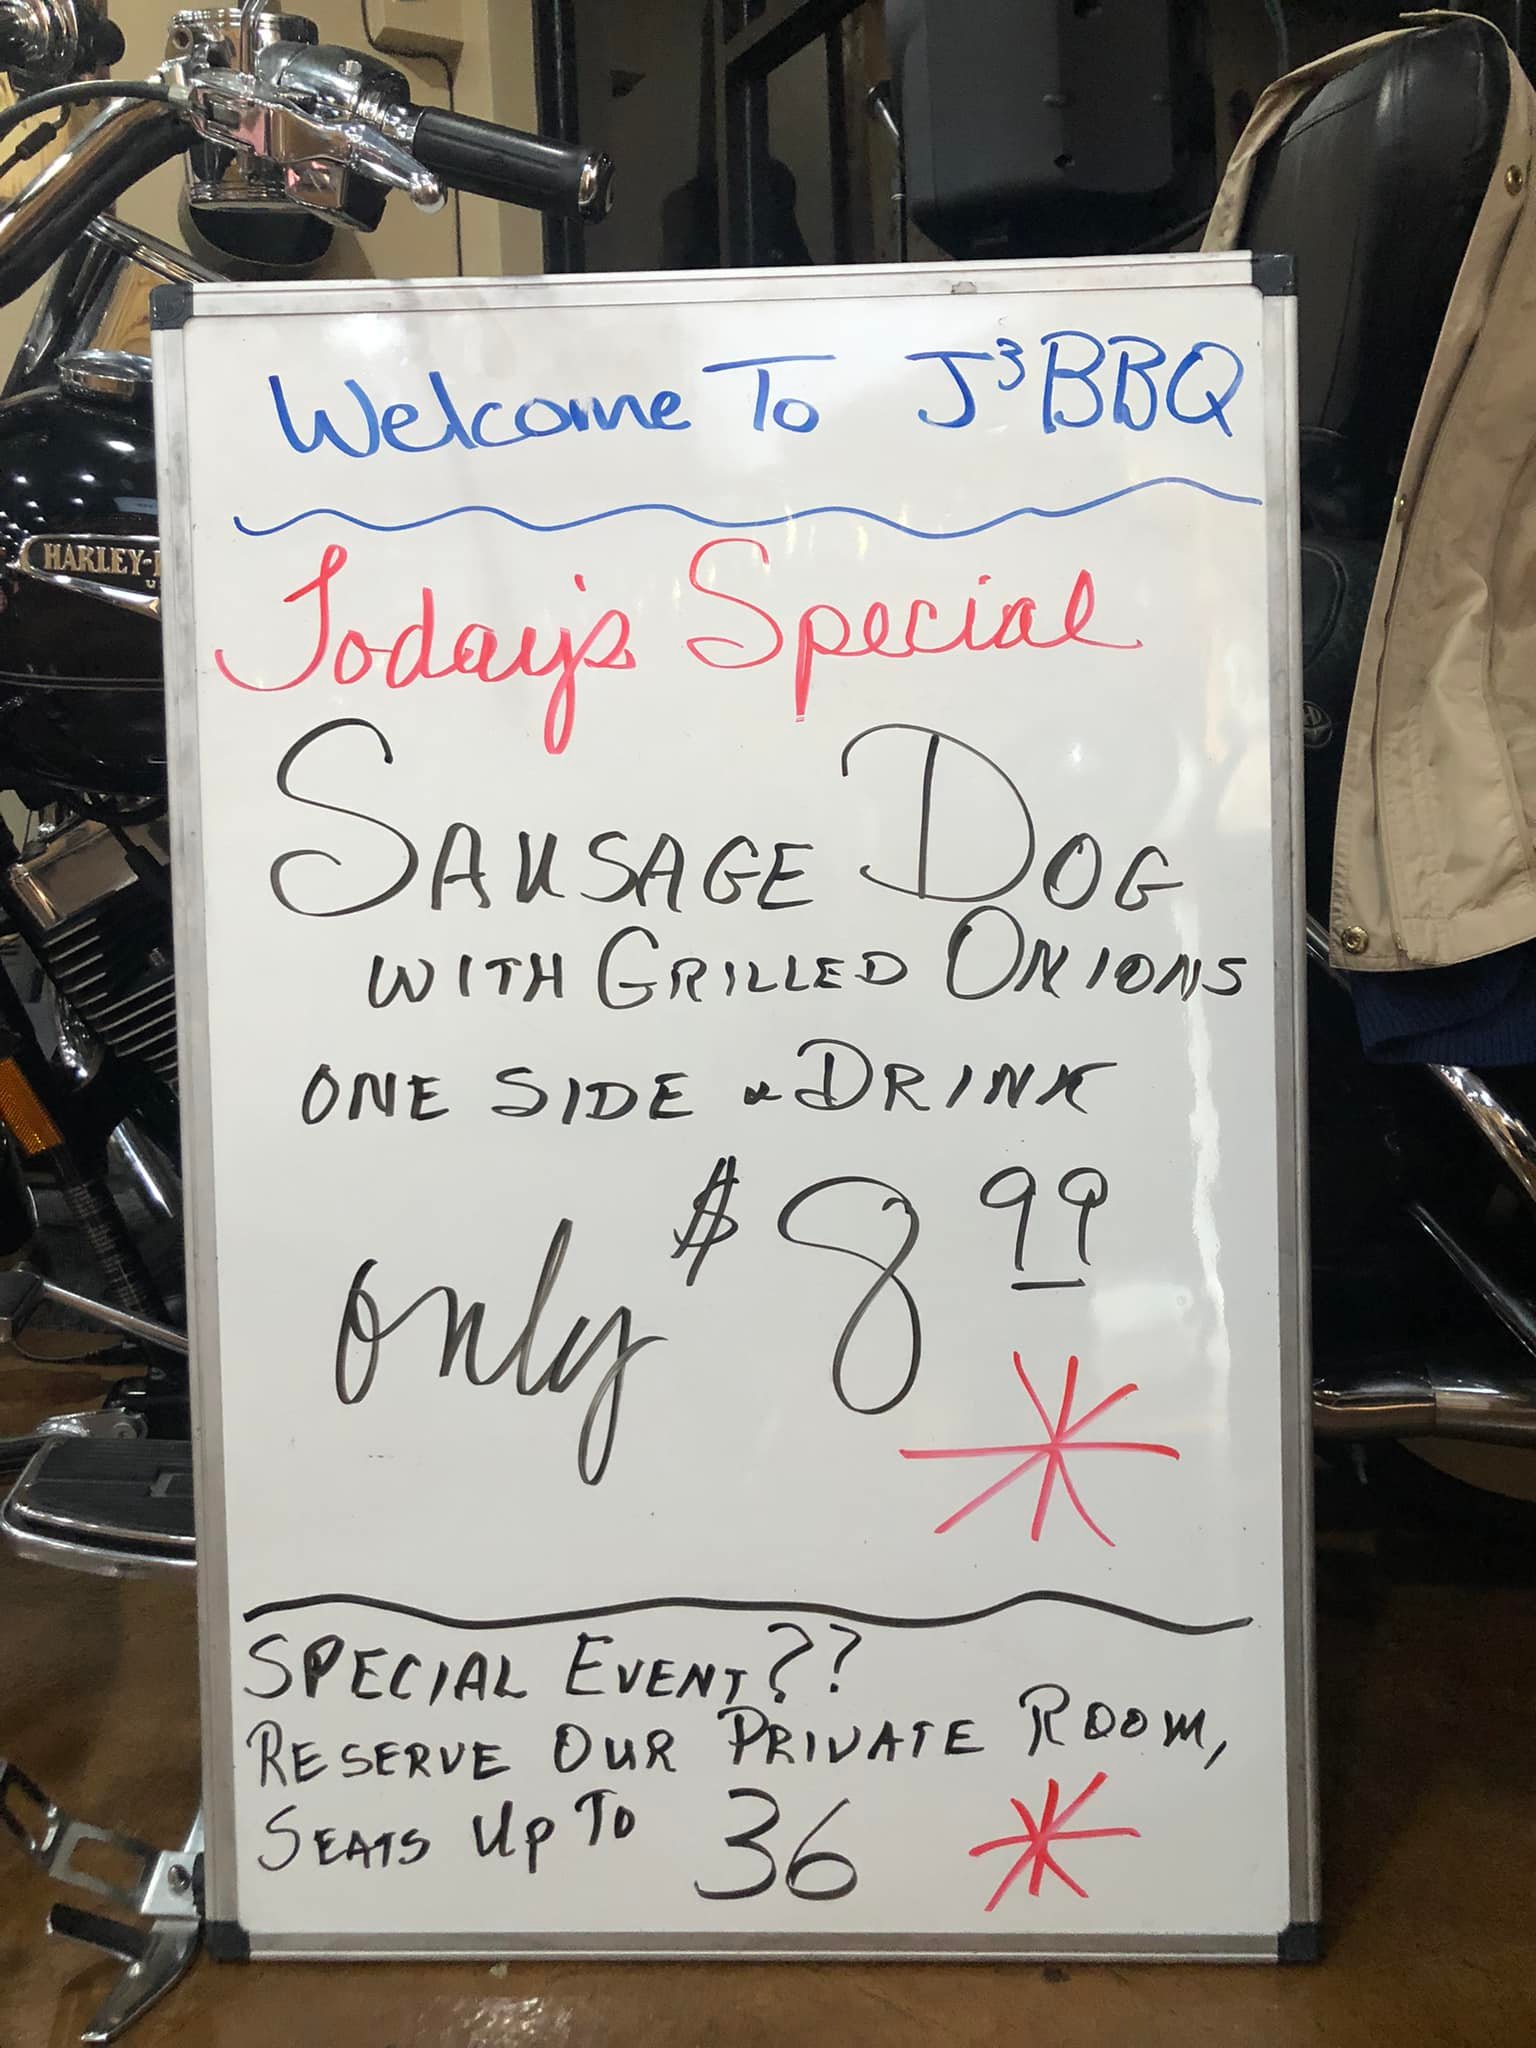 Welcome To J³BBQ
Today's Special
SAUSAGE DOG
WITH GRILLED ONIONS
ONE SIDE & DRINK
only $8 99
SPECIAL EVENT??
RESERVE OUR PRIVATE ROOM,
SEATS UP TO 36
HARLEY-